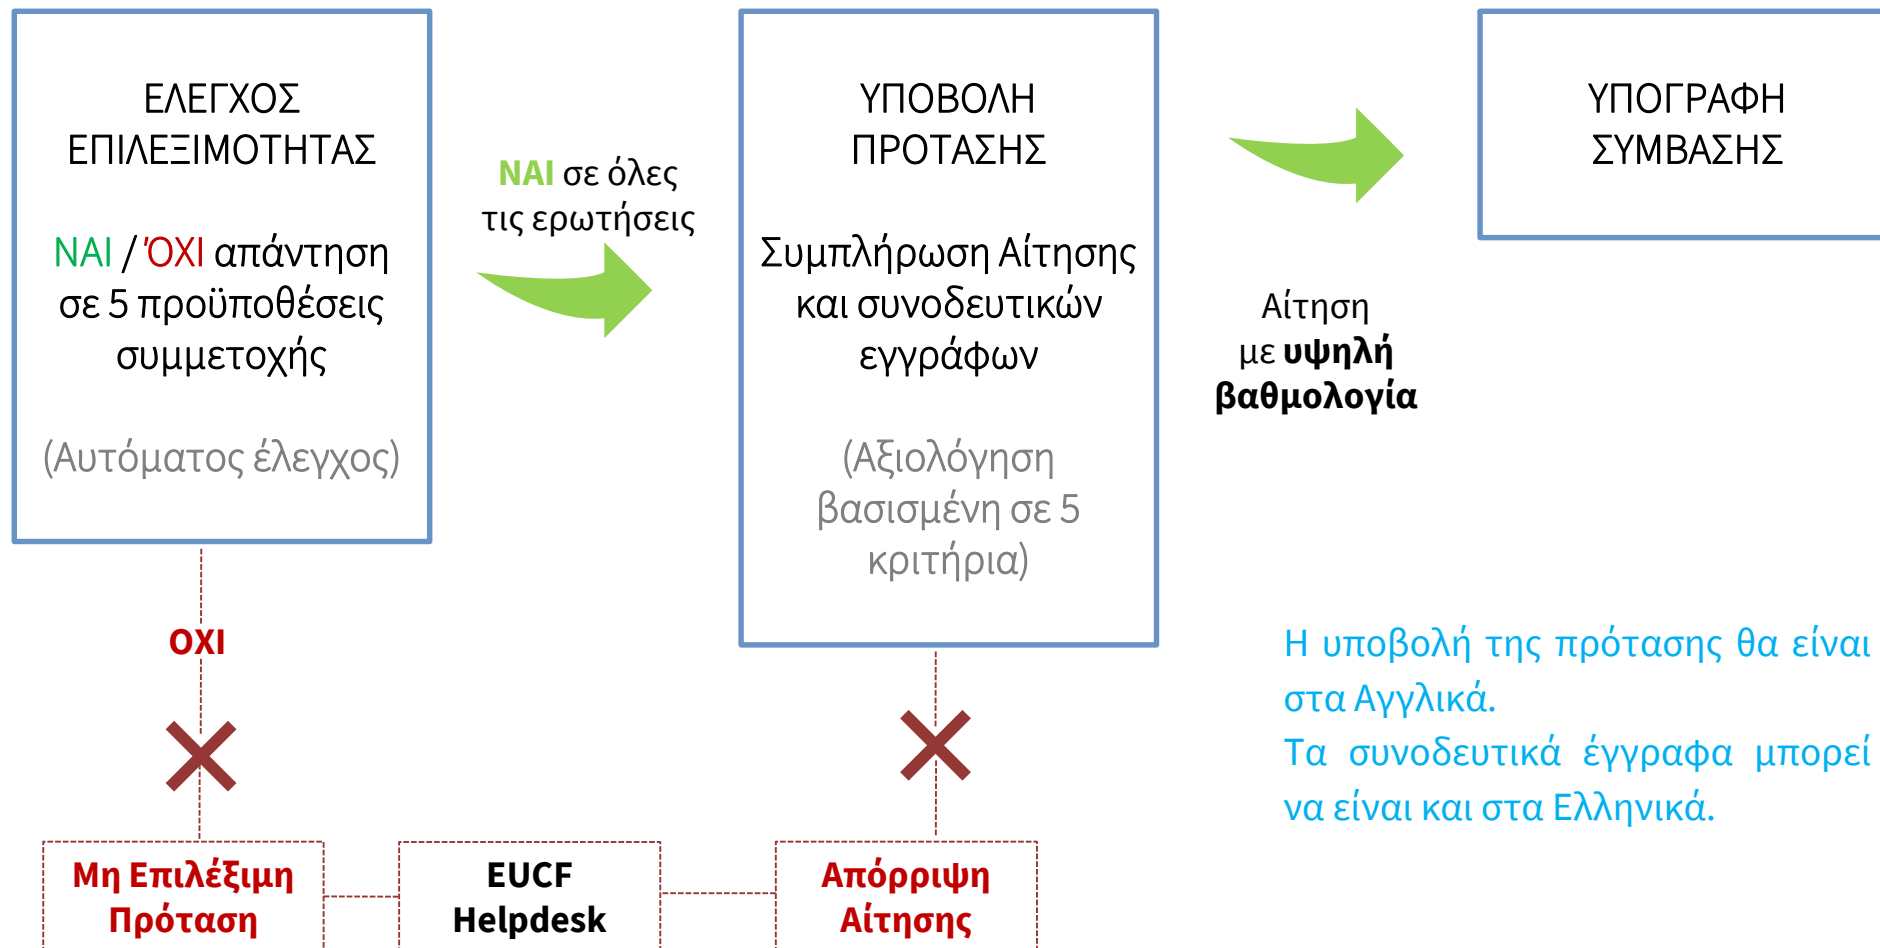 ΕΛΕΓΧΟΣ
ΕΠΙΛΕΞΙΜΟΤΗΤΑΣ
ΝΑΙ / ΌΧΙ απάντηση
σε 5 προϋποθέσεις
συμμετοχής
(Αυτόματος έλεγχος)
ΝΑΙ σε όλες
τις ερωτήσεις
ΥΠΟΒΟΛΗ
ΠΡΟΤΑΣΗΣ
Συμπλήρωση Αίτησης
και συνοδευτικών
εγγράφων
(Αξιολόγηση
βασισμένη σε 5
κριτήρια)
Αίτηση
με υψηλή
βαθμολογία
ΥΠΟΓΡΑΦΗ
ΣΥΜΒΑΣΗΣ
ΟΧΙ
Η υποβολή της πρότασης θα είναι
στα Αγγλικά.
Τα συνοδευτικά έγγραφα μπορεί
να είναι και στα Ελληνικά.
Μη Επιλέξιμη
Πρόταση
EUCF
Helpdesk
Απόρριψη
Αίτησης